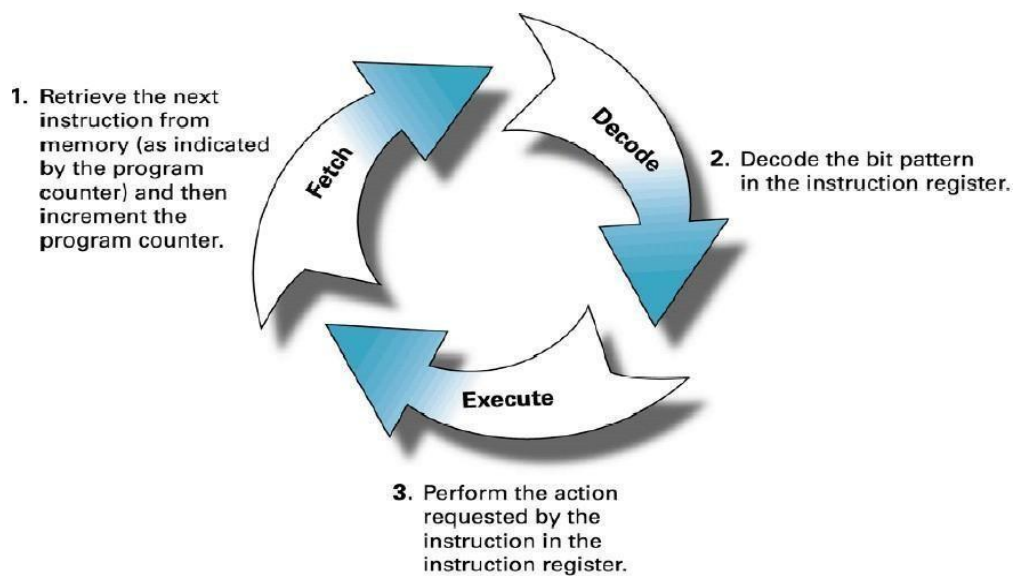 1. Retrieve the next
instruction from
memory (as indicated
by the program
counter) and then
increment the
program counter.
Fetch
Decode
2. Decode the bit pattern
in the instruction register.
Execute
3. Perform the action
requested by the
instruction in the
instruction register.